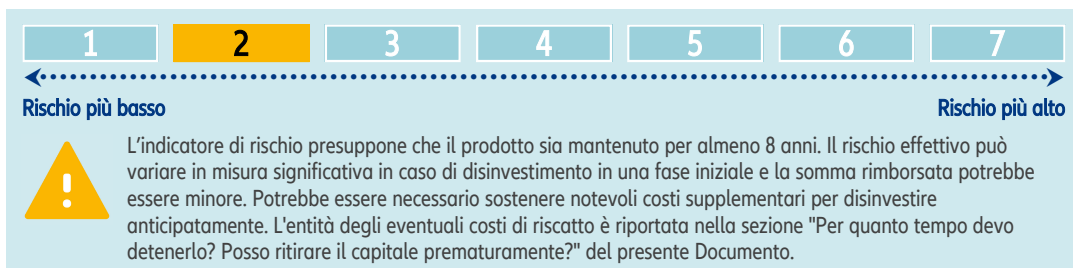 1 2 3 4 5 6 7
Rischio più basso Rischio più alto
L'indicatore di rischio presuppone che il prodotto sia mantenuto per almeno 8 anni. Il rischio effettivo può
variare in misura significativa in caso di disinvestimento in una fase iniziale e la somma rimborsata potrebbe
essere minore. Potrebbe essere necessario sostenere notevoli costi supplementari per disinvestire
anticipatamente. L'entità degli eventuali costi di riscatto è riportata nella sezione "Per quanto tempo devo
detenerlo? Posso ritirare il capitale prematuramente?" del presente Documento.